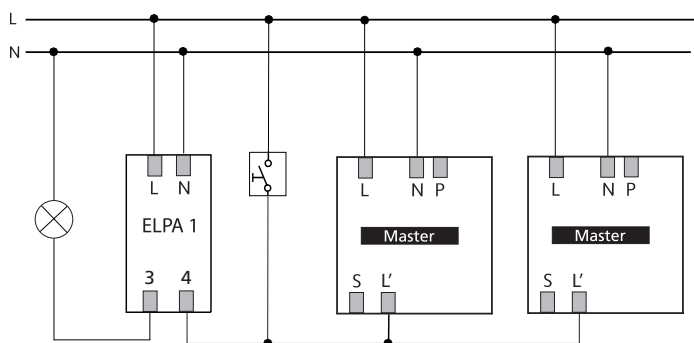 L
N
L N L N P L N P
ELPA 1
Master Master
3 4 S L' S L'